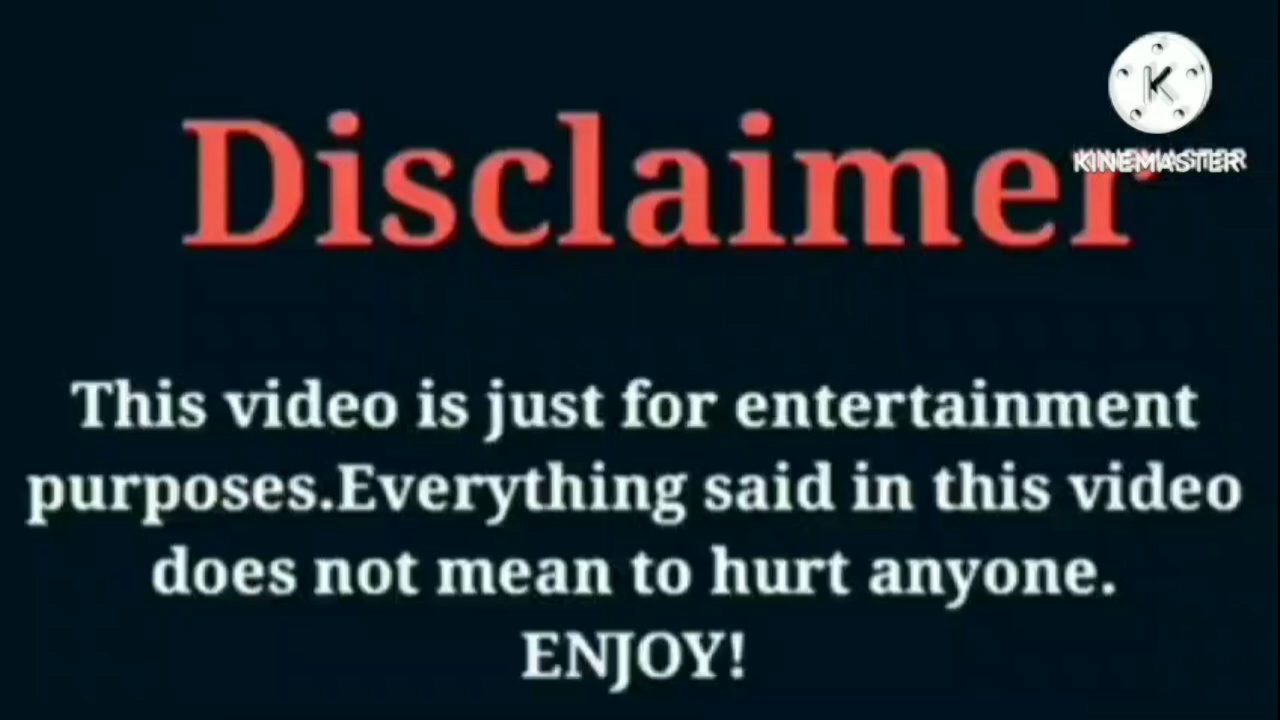 K
KINEMASTER
Disclaimer
This video is just for entertainment
purposes.Everything said in this video
does not mean to hurt anyone.
ENJOY!